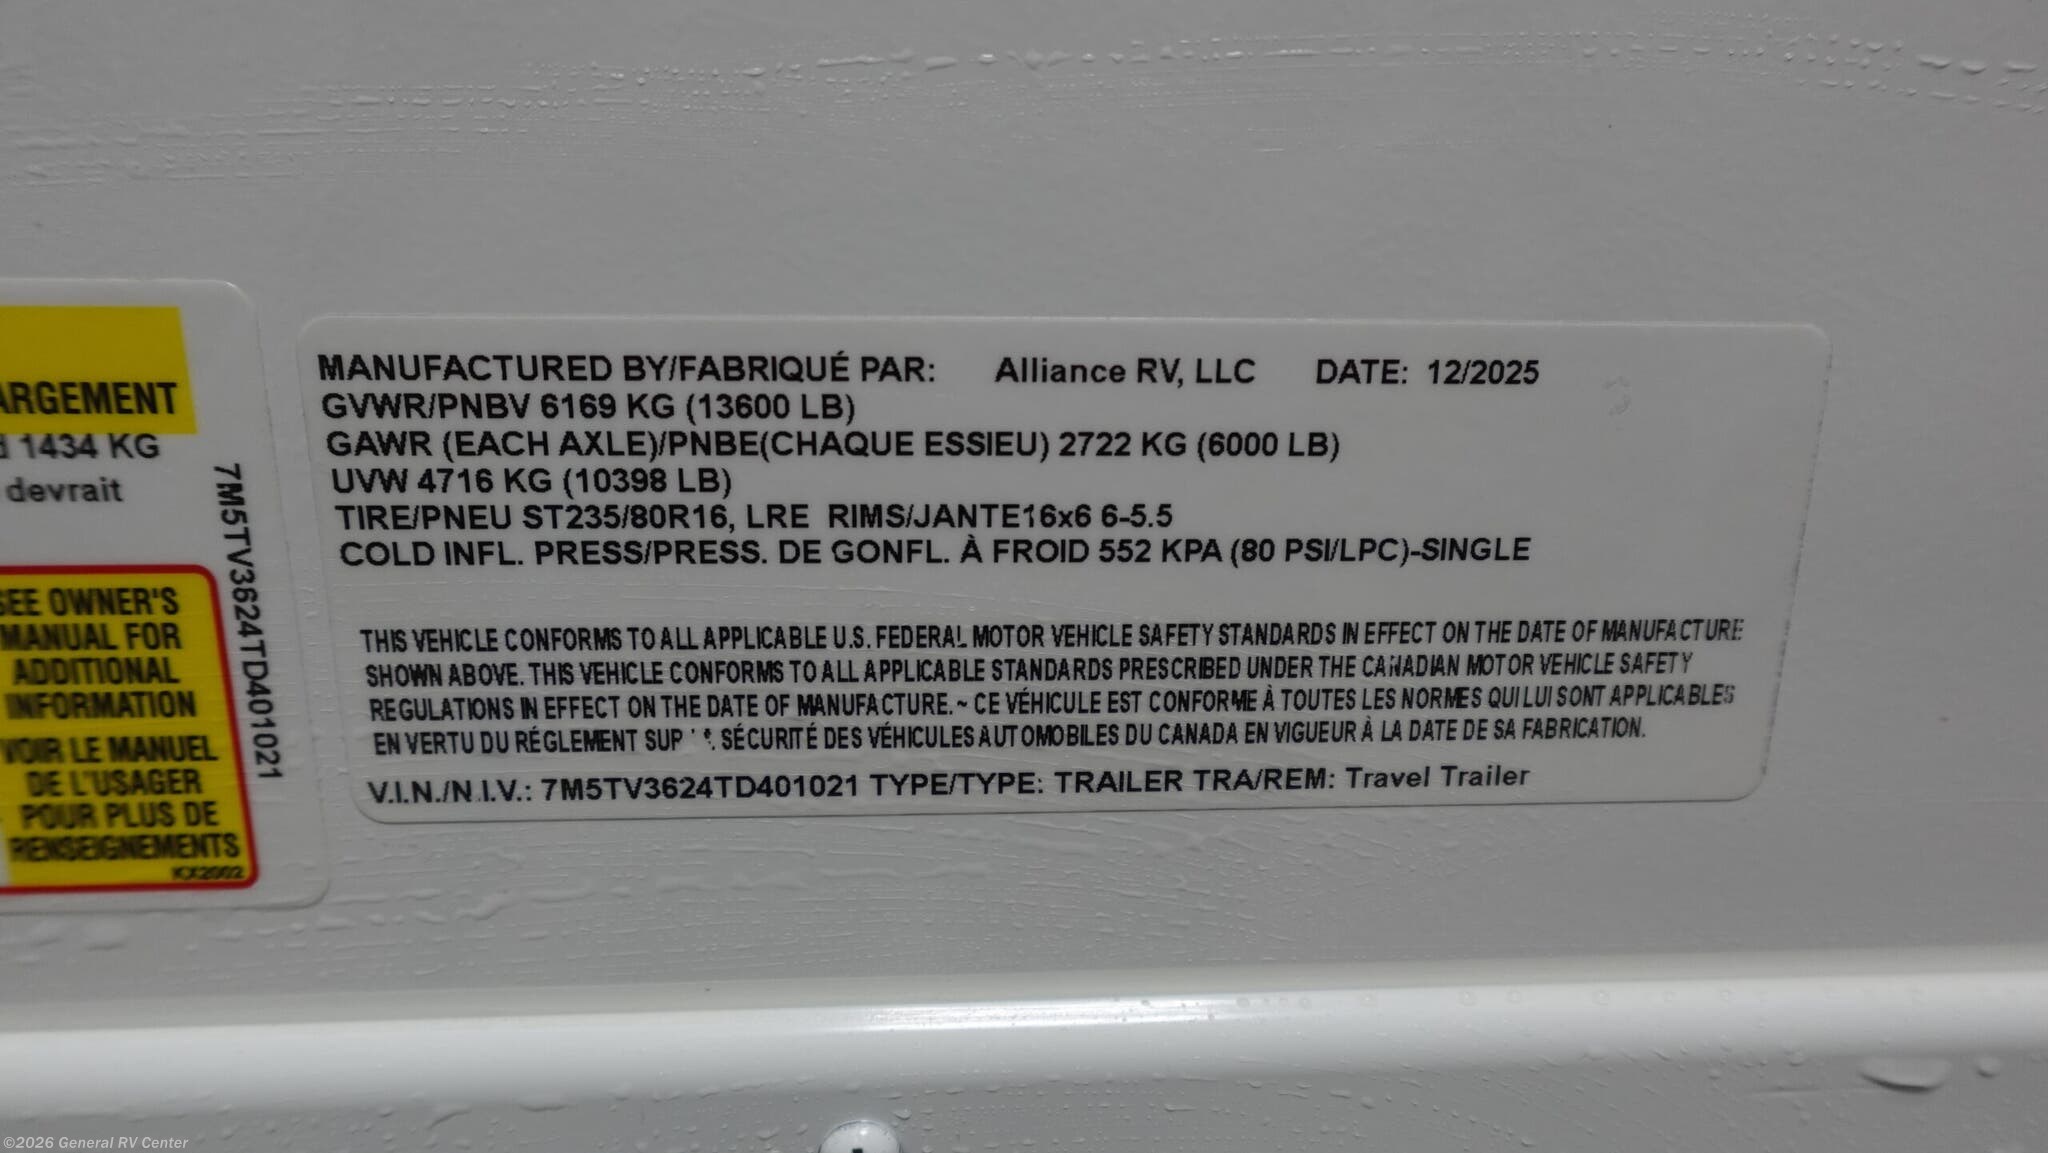 ARGEMENT
1434 KG
devrait
SEE OWNER'S
MANUAL FOR
ADDITIONAL
INFORMATION
VOIR LE MANUEL
DE L'USAGER
POUR PLUS DE
RENSEIGNEMENTS
KX2002
7M5TV3624TD401021
MANUFACTURED BY/FABRIQUÉ PAR: Alliance RV, LLC DATE: 12/2025
GVWR/PNBV 6169 KG (13600 LB)
GAWR (EACH AXLE)/PNBE(CHAQUE ESSIEU) 2722 KG (6000 LB)
UVW 4716 KG (10398 LB)
TIRE/PNEU ST235/80R16, LRE RIMS/JANTE16x6 6-5.5
COLD INFL. PRESS/PRESS. DE GONFL. À FROID 552 KPA (80 PSI/LPC)-SINGLE
THIS VEHICLE CONFORMS TO ALL APPLICABLE U.S. FEDERAL MOTOR VEHICLE SAFETY STANDARDS IN EFFECT ON THE DATE OF MANUFACTURE
SHOWN ABOVE. THIS VEHICLE CONFORMS TO ALL APPLICABLE STANDARDS PRESCRIBED UNDER THE CANADIAN MOTOR VEHICLE SAFETY
REGULATIONS IN EFFECT ON THE DATE OF MANUFACTURE. ~ CE VÉHICULE EST CONFORME À TOUTES LES NORMES QUI LUI SONT APPLICABLES
EN VERTU DU RÉGLEMENT SUP SÉCURITÉ DES VÉHICULES AUTOMOBILES DU CANADA EN VIGUEUR À LA DATE DE SA FABRICATION.
V.I.N./N.I.V.: 7M5TV3624TD401021 TYPE/TYPE: TRAILER TRA/REM: Travel Trailer
©2026 General RV Center